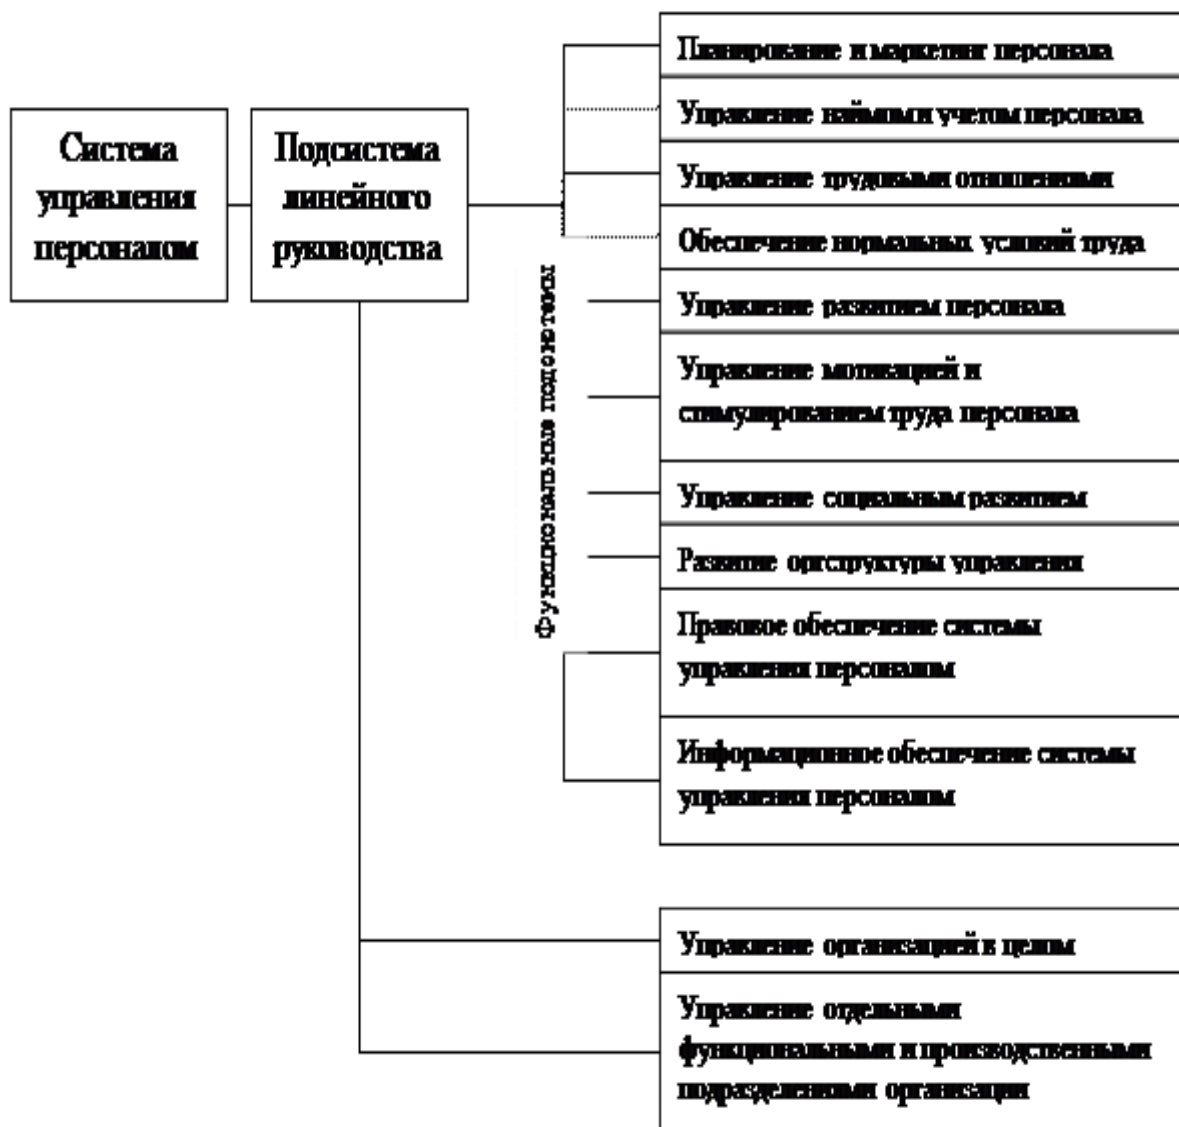 Система
управления
персоналом
Подсистема
линейного
руководства
Функциональные подсистемы
Планирование и маркетинг персонала
Управление наймом и учетом персонала
Управление трудовыми отношениями
Обеспечение нормальных условий труда
Управление развитием персонала
Управление мотивацией и
стимулированием труда персонала
Управление социальным развитием
Развитие оргструктуры управления
Правовое обеспечение системы
управления персоналом
Информационное обеспечение системы
управления персоналом
Управление организацией в целом
Управление отдельными
функциональными и производственными
подразделениями организации